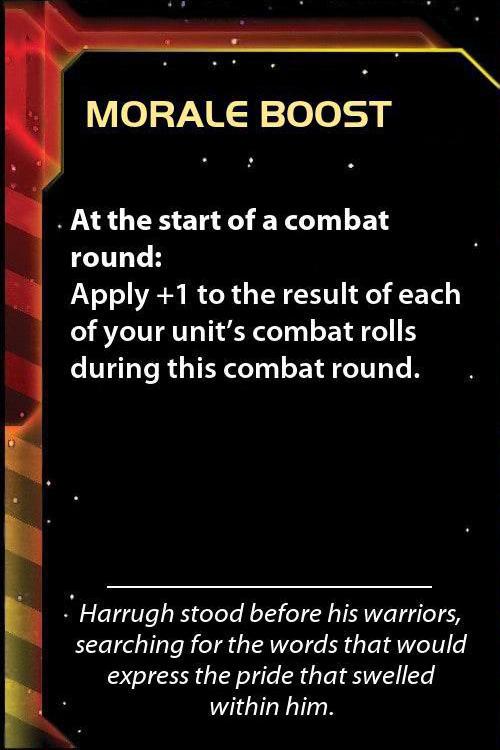 MORALE BOOST
At the start of a combat
round:
Apply +1 to the result of each
of your unit’s combat rolls
during this combat round.
Harrugh stood before his warriors,
searching for the words that would
express the pride that swelled
within him.